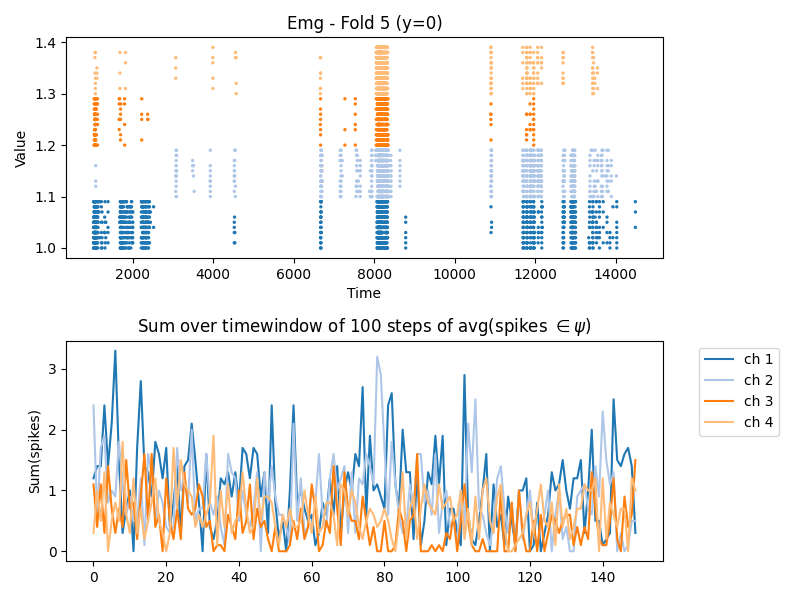 Emg - Fold 5 (y=0)
1.4
1.3
1.2
1.1
1.0
Value
2000 4000 6000 8000 10000 12000 14000
Time
Sum over timewindow of 100 steps of avg(spikes ∈ ψ)
3
2
1
0
Sum(spikes)
0 20 40 60 80 100 120 140
ch 1
ch 2
ch 3
ch 4